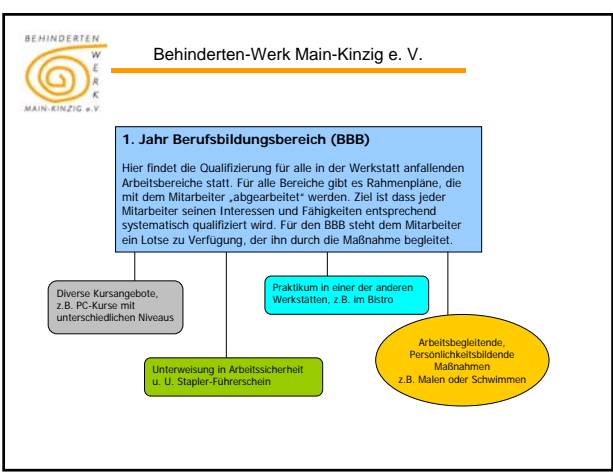 BEHINDERTEN
WERK
MAIN-KINZIG e.V.
Behinderten-Werk Main-Kinzig e. V.
1. Jahr Berufsbildungsbereich (BBB)
Hier findet die Qualifizierung für alle in der Werkstatt anfallenden
Arbeitsbereiche statt. Für alle Bereiche gibt es Rahmenpläne, die
mit dem Mitarbeiter „abgearbeitet“ werden. Ziel ist dass jeder
Mitarbeiter seinen Interessen und Fähigkeiten entsprechend
systematisch qualifiziert wird. Für den BBB steht dem Mitarbeiter
ein Lotse zu Verfügung, der ihn durch die Maßnahme begleitet.
Diverse Kursangebote,
z.B. PC-Kurse mit
unterschiedlichen Niveaus
Praktikum in einer der anderen
Werkstätten, z.B. im Bistro
Unterweisung in Arbeitssicherheit
u. U. Stapler-Führerschein
Arbeitsbegleitende,
Persönlichkeitsbildende
Maßnahmen
z.B. Malen oder Schwimmen